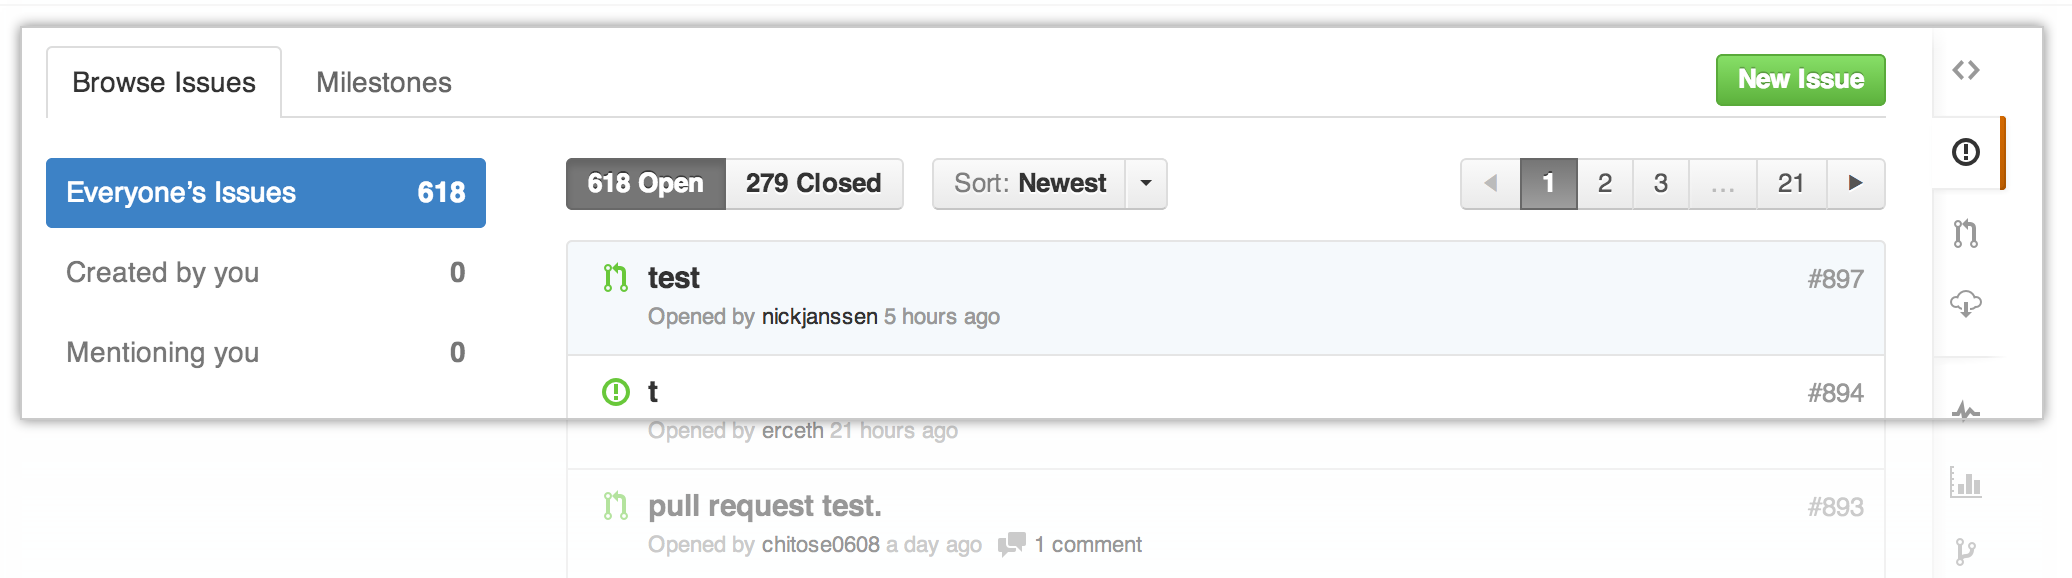 Browse Issues Milestones New Issue
Everyone’s Issues 618
618 Open 279 Closed Sort: Newest 1 2 3 ... 21
Created by you 0
Mentioning you 0
test #897
Opened by nickjanssen 5 hours ago
t #894
Opened by erceth 21 hours ago
pull request test. #893
Opened by chitose0608 a day ago 1 comment